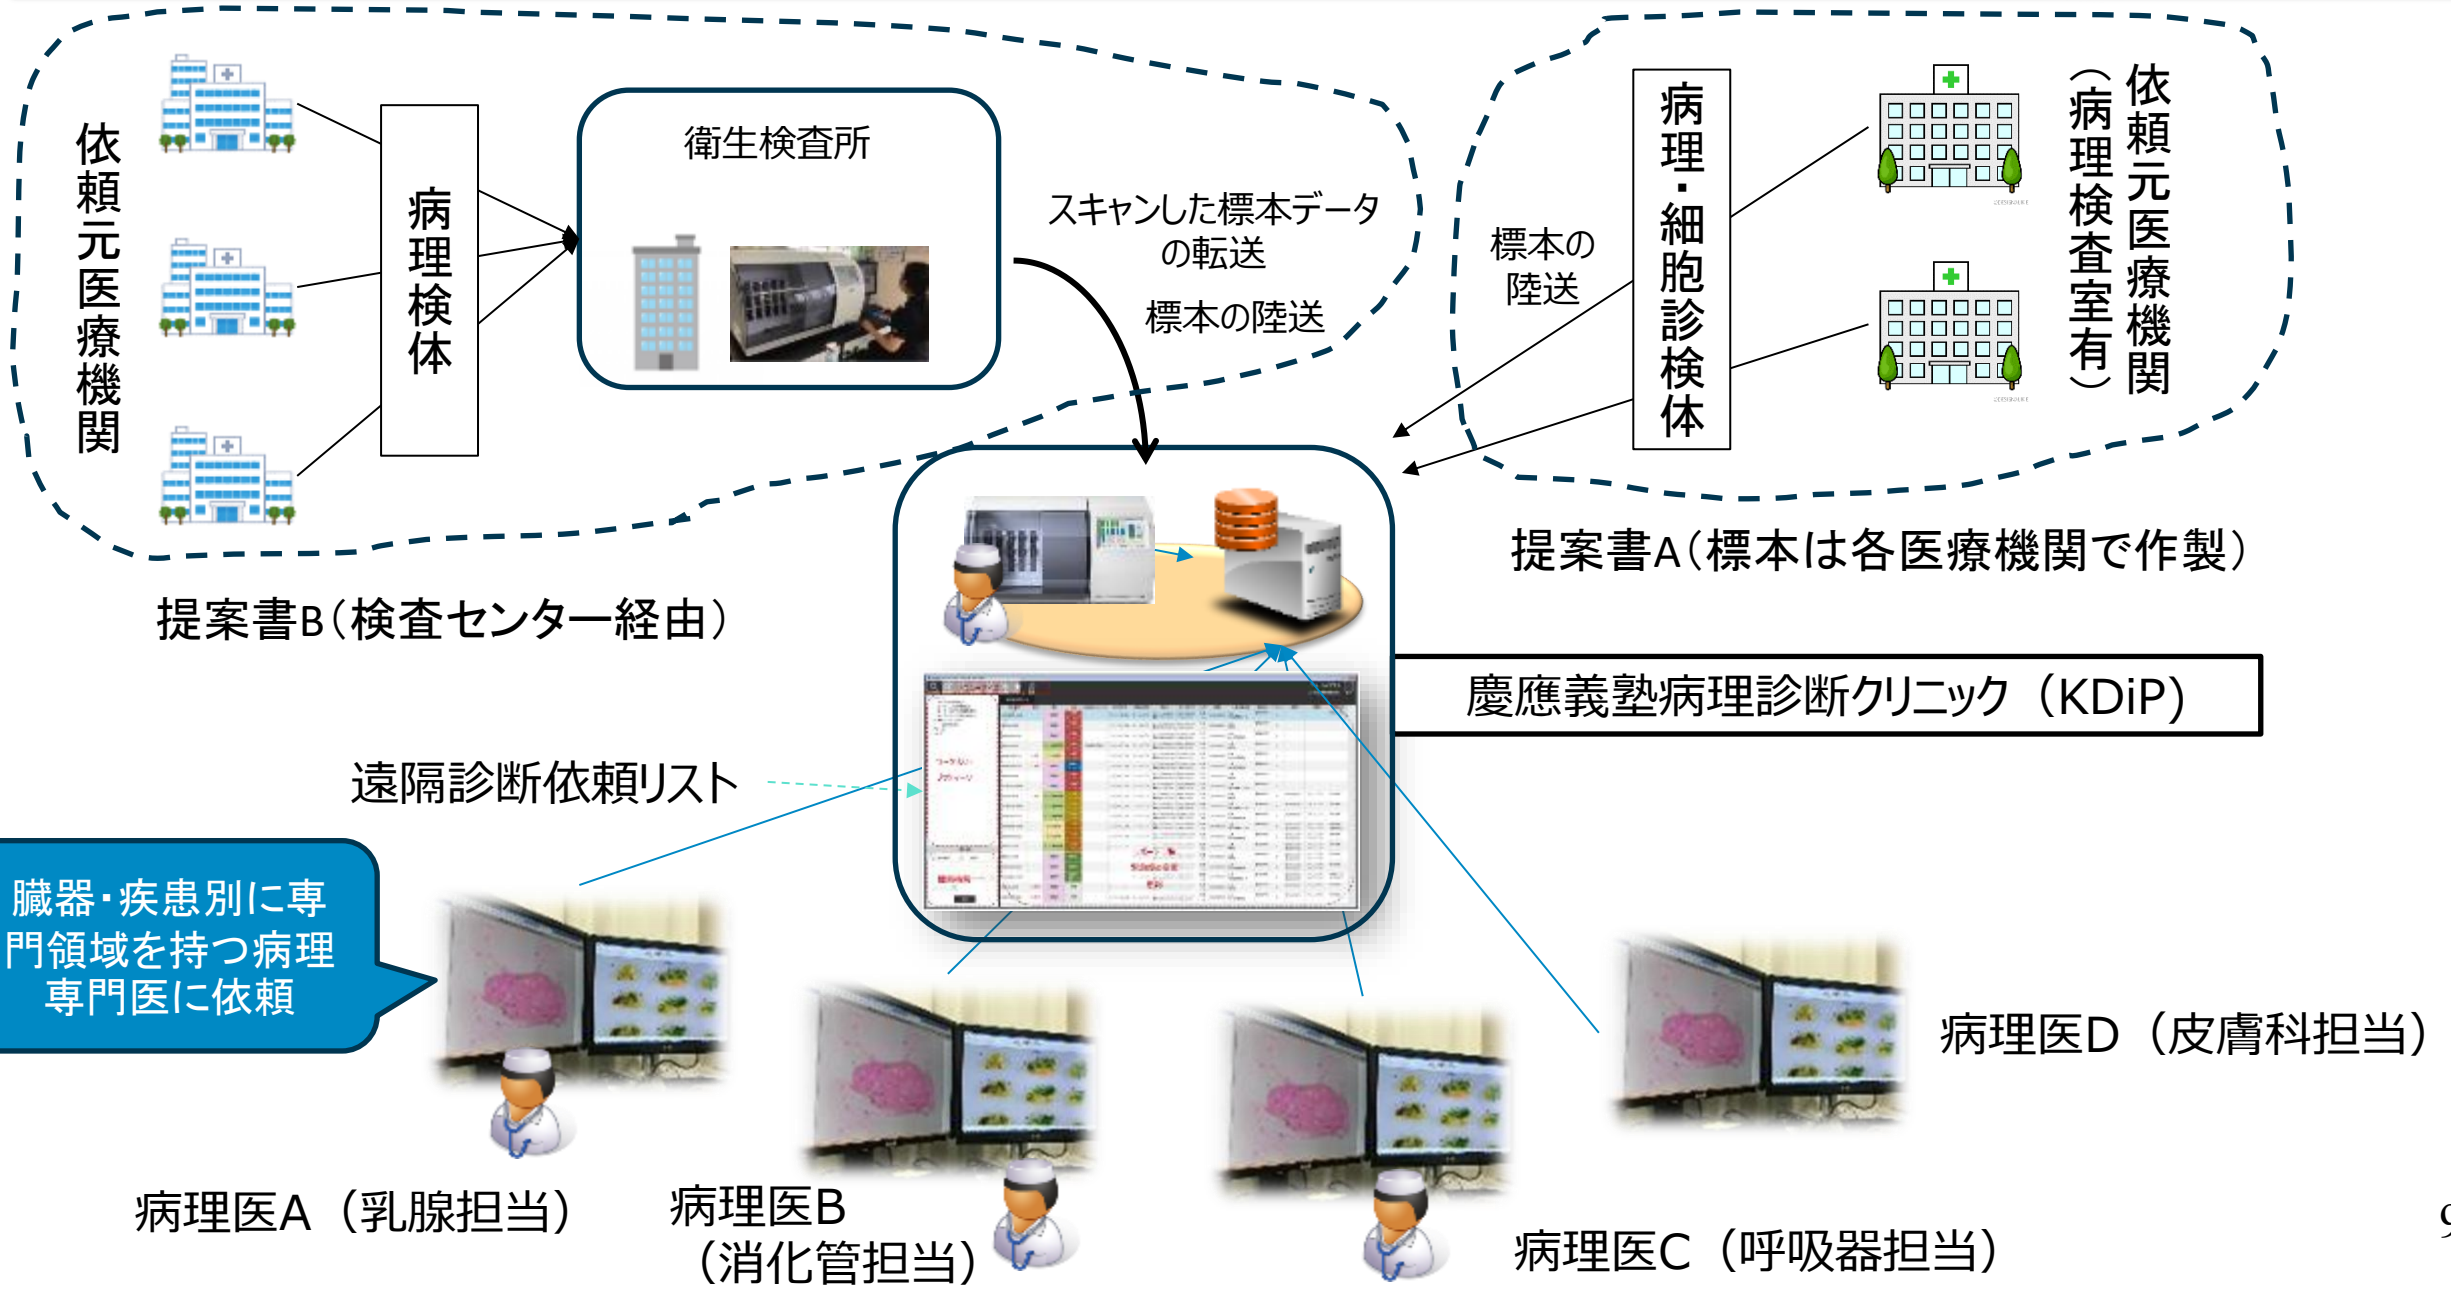 依頼元医療機関
病理検体
衛生検査所
スキャンした標本データ
の転送
標本の陸送
標本の
陸送
病理・細胞診検体
依頼元医療機関
（病理検査室有）
提案書A（標本は各医療機関で作製）
提案書B（検査センター経由）
慶應義塾病理診断クリニック（KDiP)
遠隔診断依頼リスト
臓器・疾患別に専
門領域を持つ病理
専門医に依頼
病理医D（皮膚科担当）
病理医A（乳腺担当）
病理医B
（消化管担当）
病理医C（呼吸器担当）
9